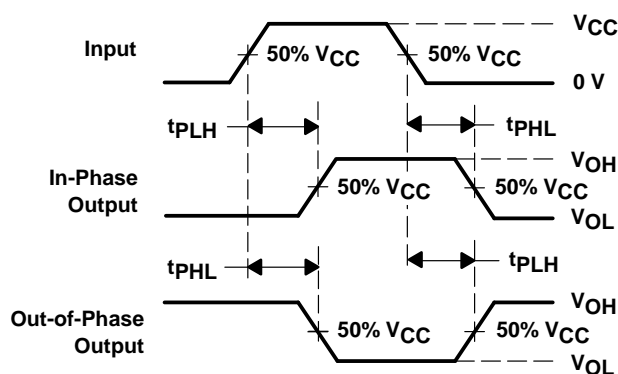 VCC
Input 50% VCC 50% VCC
0 V
tPLH tPHL
VOH
In-Phase Output 50% VCC 50% VCC
VOL
tPHL tPLH
VOH
Out-of-Phase Output 50% VCC 50% VCC
VOL